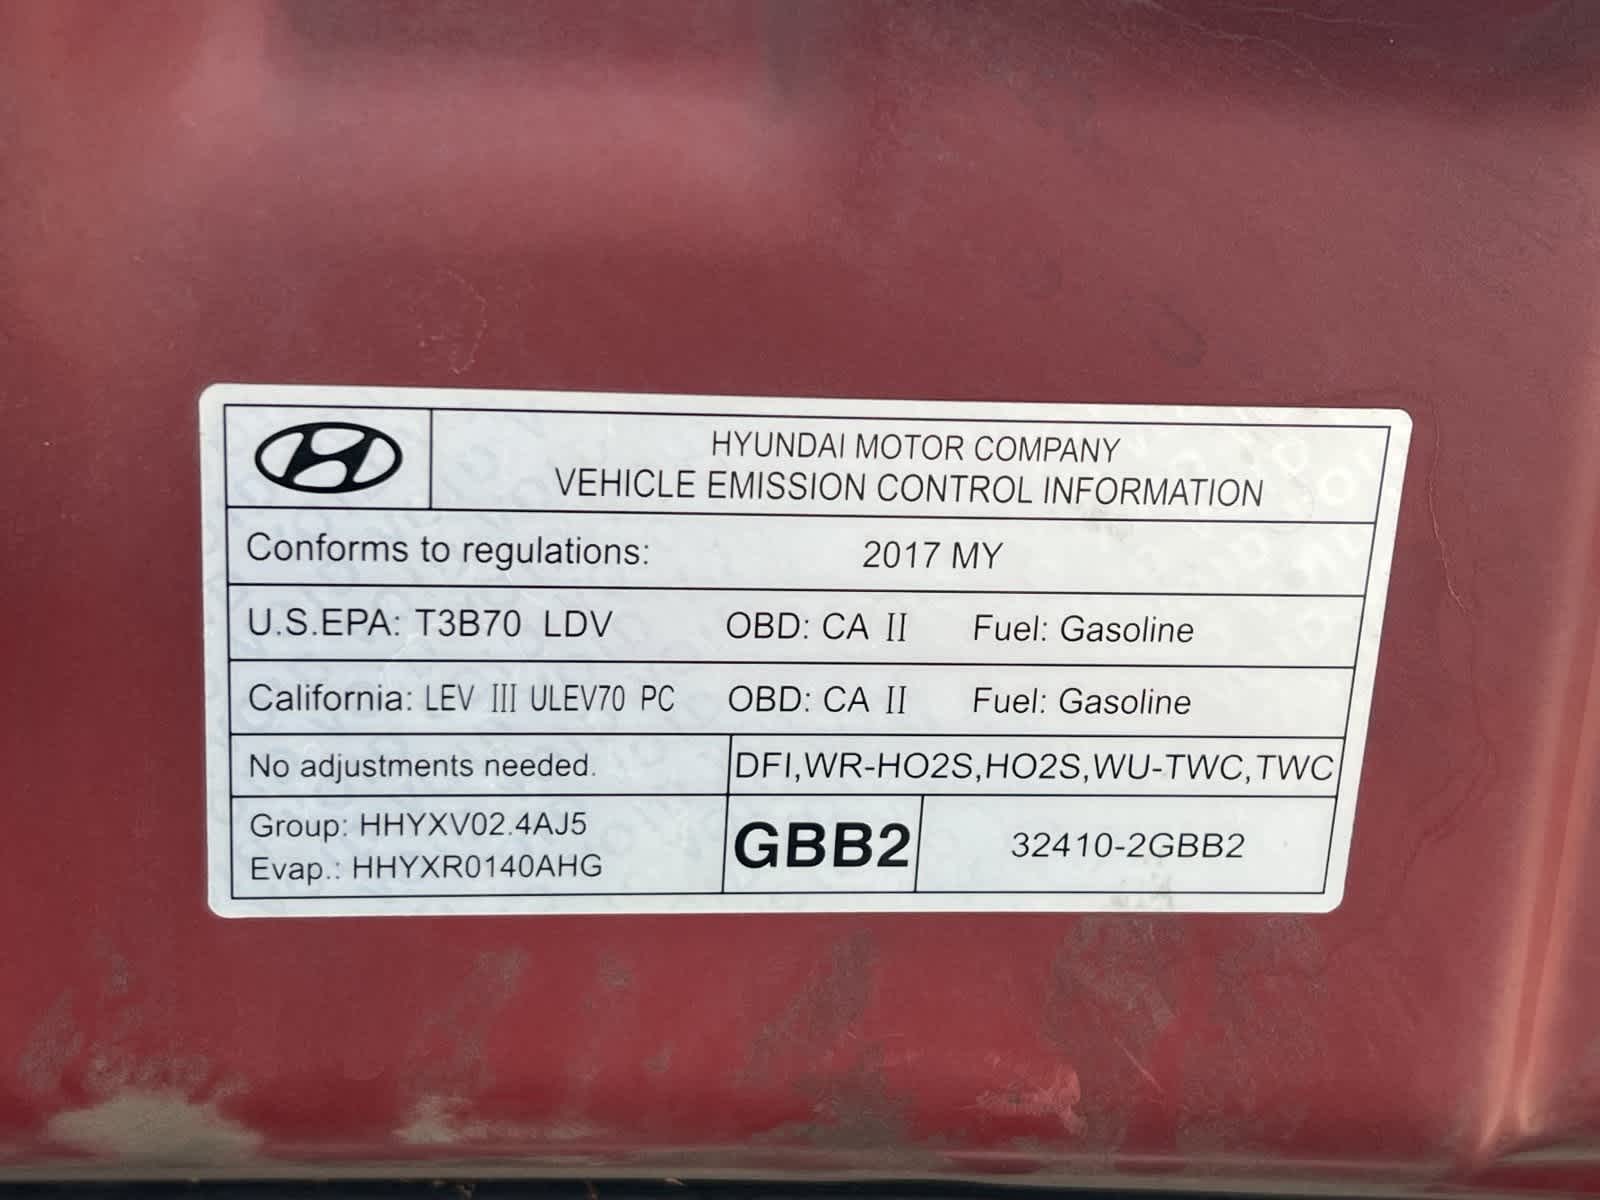 HYUNDAI MOTOR COMPANY
VEHICLE EMISSION CONTROL INFORMATION
Conforms to regulations: 2017 MY
U.S.EPA: T3B70 LDV OBD: CA II Fuel: Gasoline
California: LEV III ULEV70 PC OBD: CA II Fuel: Gasoline
No adjustments needed. DFI,WR-HO2S,HO2S,WU-TWC,TWC
Group: HHYXV02.4AJ5
Evap.: HHYXR0140AHG
GBB2 32410-2GBB2